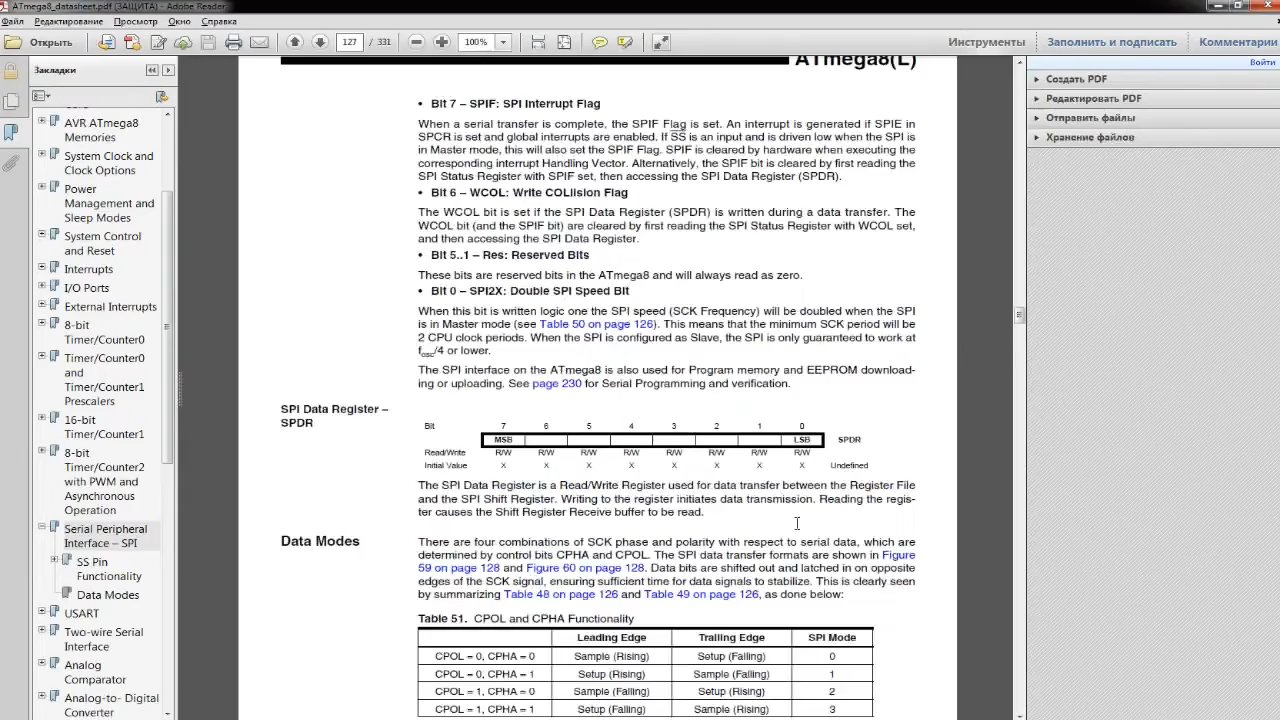 ATmega8_datasheet.pdf (ЗАЩИТА) - Adobe Reader
Файл Редактирование Просмотр Окно Справка
Открыть 127 / 331 100% Инструменты Заполнить и подписать Комментарии
Войти
Закладки
AVR ATmega8
Memories
System Clock and
Clock Options
Power
Management and
Sleep Modes
System Control
and Reset
Interrupts
I/O Ports
External Interrupts
8-bit
Timer/Counter0
Timer/Counter0
and
Timer/Counter1
Prescalers
16-bit
Timer/Counter1
8-bit
Timer/Counter2
with PWM and
Asynchronous
Operation
Serial Peripheral
Interface – SPI
SS Pin
Functionality
Data Modes
USART
Two-wire Serial
Interface
Analog
Comparator
Analog-to- Digital
Converter
ATmega8(L)
• Bit 7 – SPIF: SPI Interrupt Flag
When a serial transfer is complete, the SPIF Flag is set. An interrupt is generated if SPIE in
SPCR is set and global interrupts are enabled. If SS is an input and is driven low when the SPI is
in Master mode, this will also set the SPIF Flag. SPIF is cleared by hardware when executing the
corresponding interrupt Handling Vector. Alternatively, the SPIF bit is cleared by first reading the
SPI Status Register with SPIF set, then accessing the SPI Data Register (SPDR).
• Bit 6 – WCOL: Write COLlision Flag
The WCOL bit is set if the SPI Data Register (SPDR) is written during a data transfer. The
WCOL bit (and the SPIF bit) are cleared by first reading the SPI Status Register with WCOL set,
and then accessing the SPI Data Register.
• Bit 5..1 – Res: Reserved Bits
These bits are reserved bits in the ATmega8 and will always read as zero.
• Bit 0 – SPI2X: Double SPI Speed Bit
When this bit is written logic one the SPI speed (SCK Frequency) will be doubled when the SPI
is in Master mode (see Table 50 on page 126). This means that the minimum SCK period will be
2 CPU clock periods. When the SPI is configured as Slave, the SPI is only guaranteed to work at
fosc/4 or lower.
The SPI interface on the ATmega8 is also used for Program memory and EEPROM download-
ing or uploading. See page 230 for Serial Programming and verification.
SPI Data Register –
SPDR
Bit 7 6 5 4 3 2 1 0
MSB LSB SPDR
Read/Write R/W R/W R/W R/W R/W R/W R/W R/W
Initial Value X X X X X X X X Undefined
The SPI Data Register is a Read/Write Register used for data transfer between the Register File
and the SPI Shift Register. Writing to the register initiates data transmission. Reading the regis-
ter causes the Shift Register Receive buffer to be read.
Data Modes
There are four combinations of SCK phase and polarity with respect to serial data, which are
determined by control bits CPHA and CPOL. The SPI data transfer formats are shown in Figure
59 on page 128 and Figure 60 on page 128. Data bits are shifted out and latched in on opposite
edges of the SCK signal, ensuring sufficient time for data signals to stabilize. This is clearly seen
by summarizing Table 48 on page 126 and Table 49 on page 126, as done below:
Table 51. CPOL and CPHA Functionality
Leading Edge Trailing Edge SPI Mode
CPOL = 0, CPHA = 0 Sample (Rising) Setup (Falling) 0
CPOL = 0, CPHA = 1 Setup (Rising) Sample (Falling) 1
CPOL = 1, CPHA = 0 Sample (Falling) Setup (Rising) 2
CPOL = 1, CPHA = 1 Setup (Falling) Sample (Rising) 3
Создать PDF
Редактировать PDF
Отправить файлы
Хранение файлов